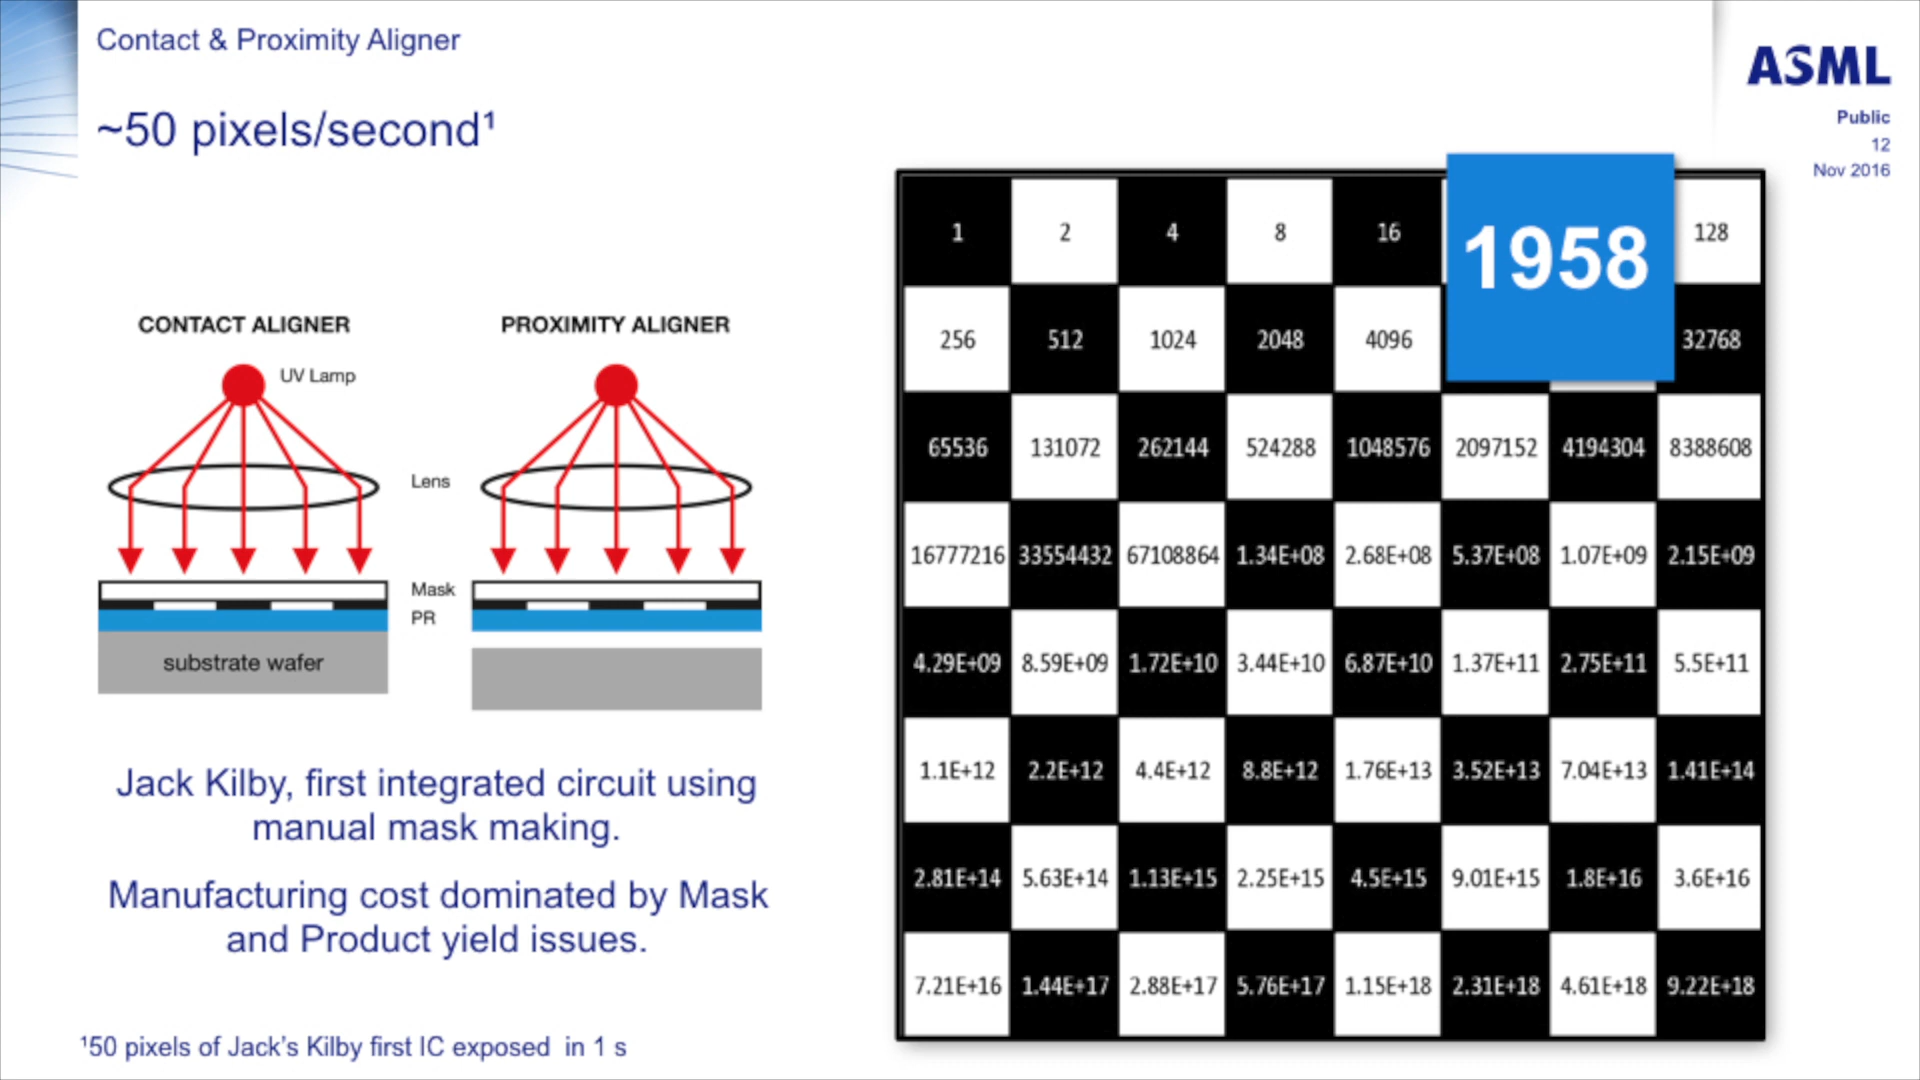 Contact & Proximity Aligner
~50 pixels/second¹
ASML
Public
12
Nov 2016
CONTACT ALIGNER
PROXIMITY ALIGNER
UV Lamp
Lens
Mask
PR
substrate wafer
Jack Kilby, first integrated circuit using
manual mask making.
Manufacturing cost dominated by Mask
and Product yield issues.
¹50 pixels of Jack’s Kilby first IC exposed in 1 s
1958
1 2 4 8 16 128
256 512 1024 2048 4096 32768
65536 131072 262144 524288 1048576 2097152 4194304 8388608
16777216 33554432 67108864 1.34E+08 2.68E+08 5.37E+08 1.07E+09 2.15E+09
4.29E+09 8.59E+09 1.72E+10 3.44E+10 6.87E+10 1.37E+11 2.75E+11 5.5E+11
1.1E+12 2.2E+12 4.4E+12 8.8E+12 1.76E+13 3.52E+13 7.04E+13 1.41E+14
2.81E+14 5.63E+14 1.13E+15 2.25E+15 4.5E+15 9.01E+15 1.8E+16 3.6E+16
7.21E+16 1.44E+17 2.88E+17 5.76E+17 1.15E+18 2.31E+18 4.61E+18 9.22E+18